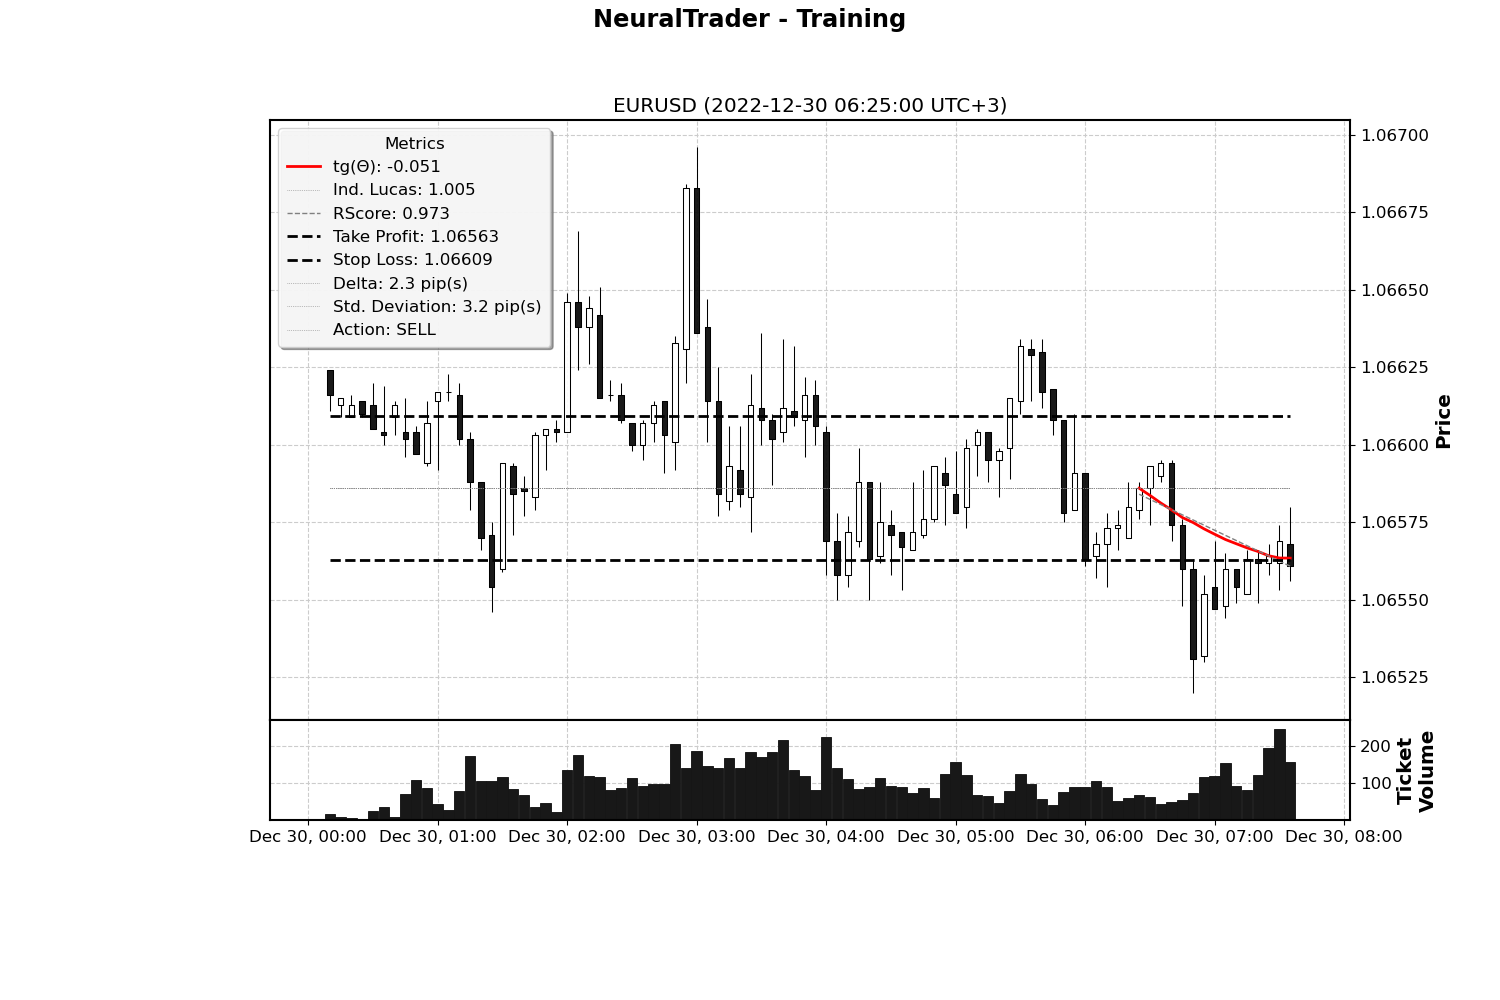 NeuralTrader - Training
EURUSD (2022-12-30 06:25:00 UTC+3)
Metrics
tg(Θ): -0.051
Ind. Lucas: 1.005
RScore: 0.973
Take Profit: 1.06563
Stop Loss: 1.06609
Delta: 2.3 pip(s)
Std. Deviation: 3.2 pip(s)
Action: SELL
1.06700
1.06675
1.06650
1.06625
1.06600
1.06575
1.06550
1.06525
Price
200
100
Ticket
Volume
Dec 30, 00:00
Dec 30, 01:00
Dec 30, 02:00
Dec 30, 03:00
Dec 30, 04:00
Dec 30, 05:00
Dec 30, 06:00
Dec 30, 07:00
Dec 30, 08:00